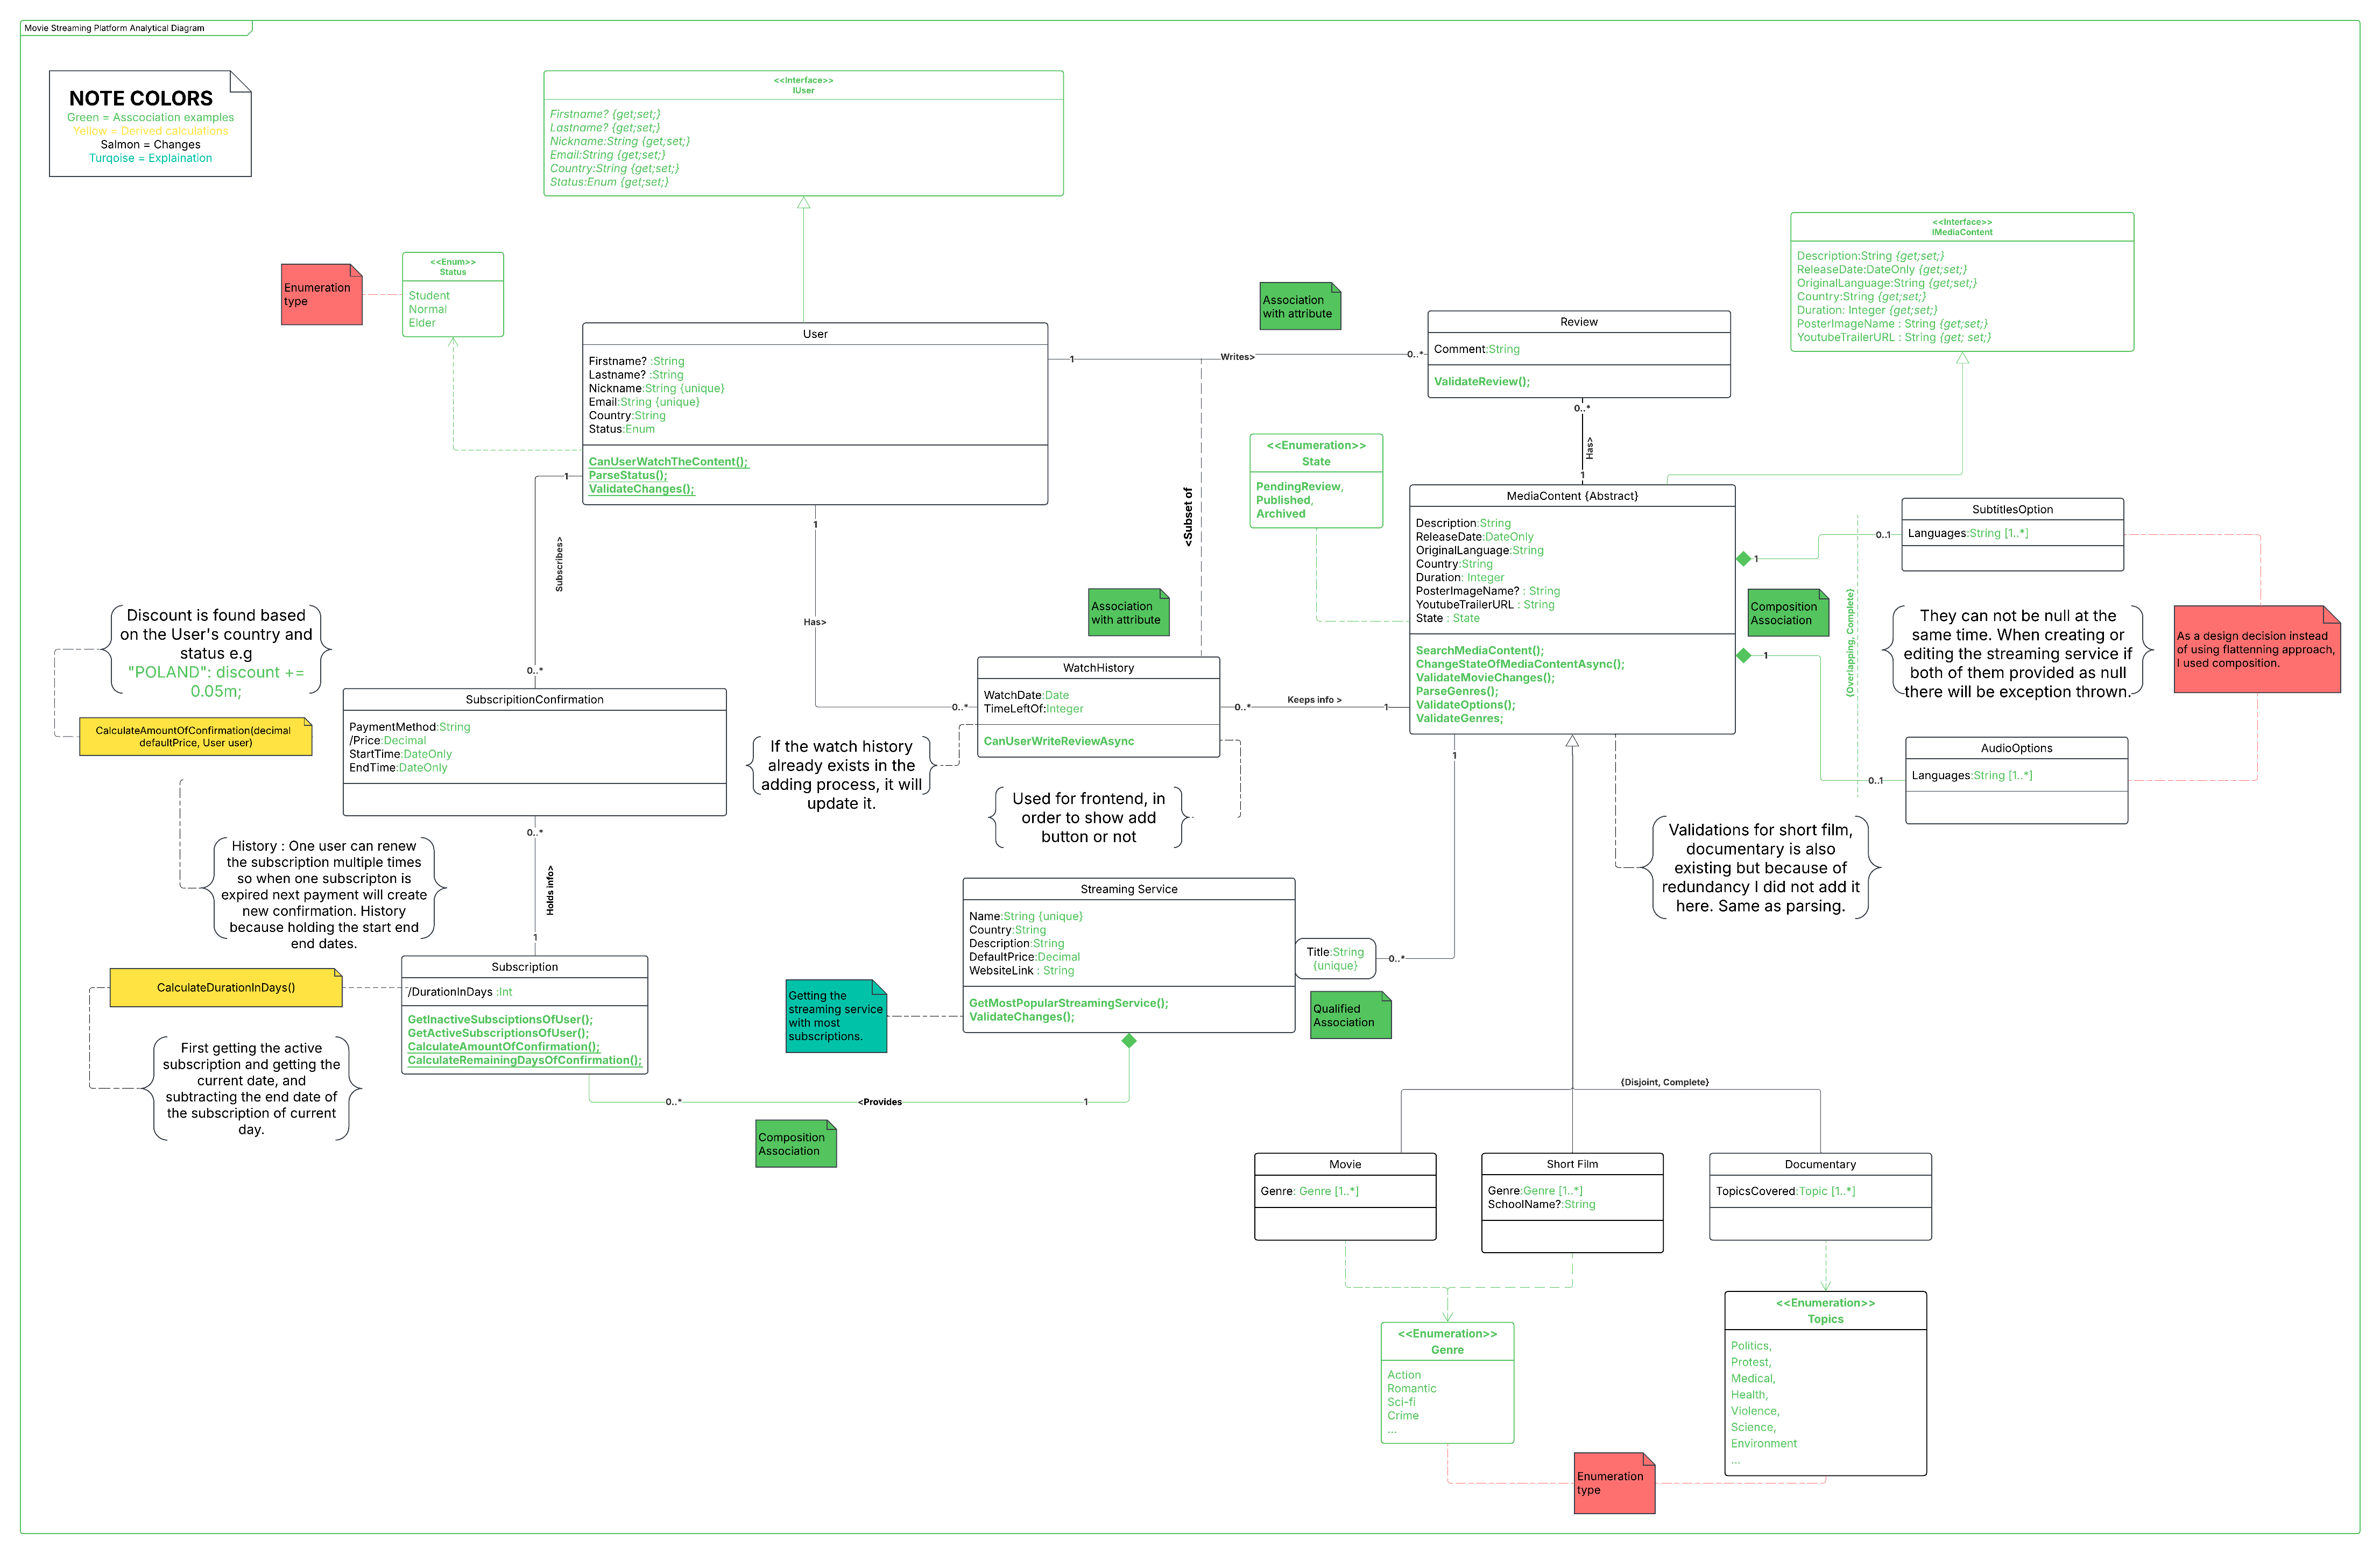 Movie Streaming Platform Analytical Diagram
NOTE COLORS
Green = Asscociation examples
Yellow = Derived calculations
Salmon = Changes
Turqoise = Explaination
<<Interface>>
IUser
Firstname? {get;set;}
Lastname? {get;set;}
Nickname:String {get;set;}
Email:String {get;set;}
Country:String {get;set;}
Status:Enum {get;set;}
<<Interface>>
IMediaContent
Description:String {get;set;}
ReleaseDate:DateOnly {get;set;}
OriginalLanguage:String {get;set;}
Country:String {get;set;}
Duration: Integer {get;set;}
PosterImageName : String {get;set;}
YoutubeTrailerURL : String {get; set;}
Enumeration
type
<<Enum>>
Status
Student
Normal
Elder
User
Firstname? :String
Lastname? :String
Nickname:String {unique}
Email:String {unique}
Country:String
Status:Enum
CanUserWatchTheContent();
ParseStatus();
ValidateChanges();
Association
with attribute
1
Writes>
0..*
Review
Comment:String
ValidateReview();
0..*
Has>
1
<<Enumeration>>
State
PendingReview,
Published,
Archived
MediaContent {Abstract}
Description:String
ReleaseDate:DateOnly
OriginalLanguage:String
Country:String
Duration: Integer
PosterImageName? : String
YoutubeTrailerURL : String
State : State
SearchMediaContent();
ChangeStateOfMediaContentAsync();
ValidateMovieChanges();
ParseGenres();
ValidateOptions();
ValidateGenres;
SubtitlesOption
Languages:String [1..*]
1
0..1
Composition
Association
{Overlapping, Complete}
They can not be null at the
same time. When creating or
editing the streaming service if
both of them provided as null
there will be exception thrown.
As a design decision instead
of using flattenning approach,
I used composition.
1
0..1
AudioOptions
Languages:String [1..*]
<Subset of
1
Subscribes>
0..*
1
Has>
0..*
Association
with attribute
WatchHistory
WatchDate:Date
TimeLeftOf:Integer
CanUserWriteReviewAsync
0..*
Keeps info >
1
Discount is found based
on the User's country and
status e.g
"POLAND": discount +=
0.05m;
CalculateAmountOfConfirmation(decimal
defaultPrice, User user)
SubscripitionConfirmation
PaymentMethod:String
/Price:Decimal
StartTime:DateOnly
EndTime:DateOnly
If the watch history
already exists in the
adding process, it will
update it.
Used for frontend, in
order to show add
button or not
Validations for short film,
documentary is also
existing but because of
redundancy I did not add it
here. Same as parsing.
History : One user can renew
the subscription multiple times
so when one subscripton is
expired next payment will create
new confirmation. History
because holding the start end
end dates.
0..*
Holds info>
1
Streaming Service
Name:String {unique}
Country:String
Description:String
DefaultPrice:Decimal
WebsiteLink : String
GetMostPopularStreamingService();
ValidateChanges();
Title:String
{unique}
0..*
1
Qualified
Association
Getting the
streaming service
with most
subscriptions.
CalculateDurationInDays()
Subscription
/DurationInDays :Int
GetInactiveSubsciptionsOfUser();
GetActiveSubscriptionsOfUser();
CalculateAmountOfConfirmation();
CalculateRemainingDaysOfConfirmation();
First getting the active
subscription and getting the
current date, and
subtracting the end date of
the subscription of current
day.
0..*
<Provides
1
Composition
Association
{Disjoint, Complete}
Movie
Genre: Genre [1..*]
Short Film
Genre:Genre [1..*]
SchoolName?:String
Documentary
TopicsCovered:Topic [1..*]
<<Enumeration>>
Genre
Action
Romantic
Sci-fi
Crime
...
<<Enumeration>>
Topics
Politics,
Protest,
Medical,
Health,
Violence,
Science,
Environment
...
Enumeration
type